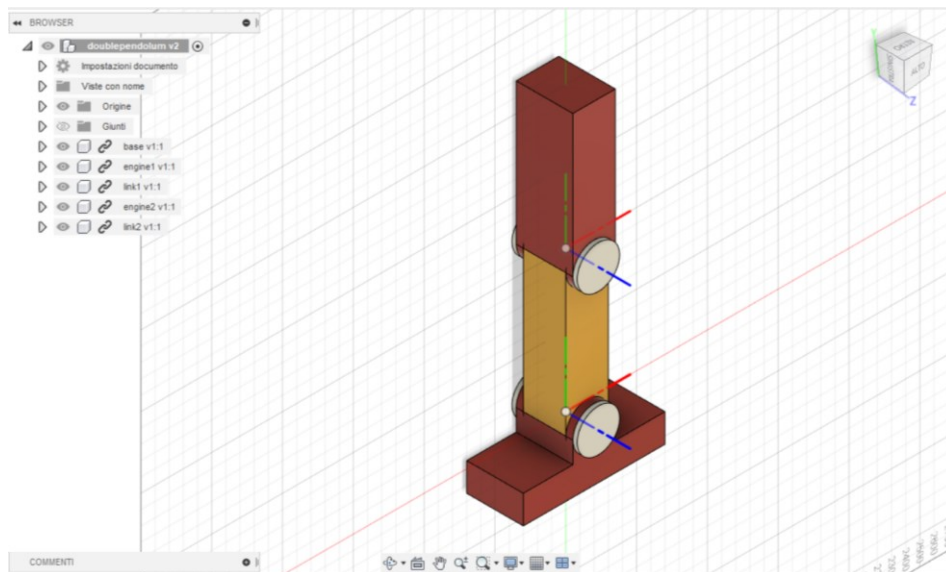 BROWSER
doublependolum v2
Impostazioni documento
Viste con nome
Origine
Giunti
base v1:1
engine1 v1:1
link1 v1:1
engine2 v1:1
link2 v1:1
COMMENTI
ALTO
Z